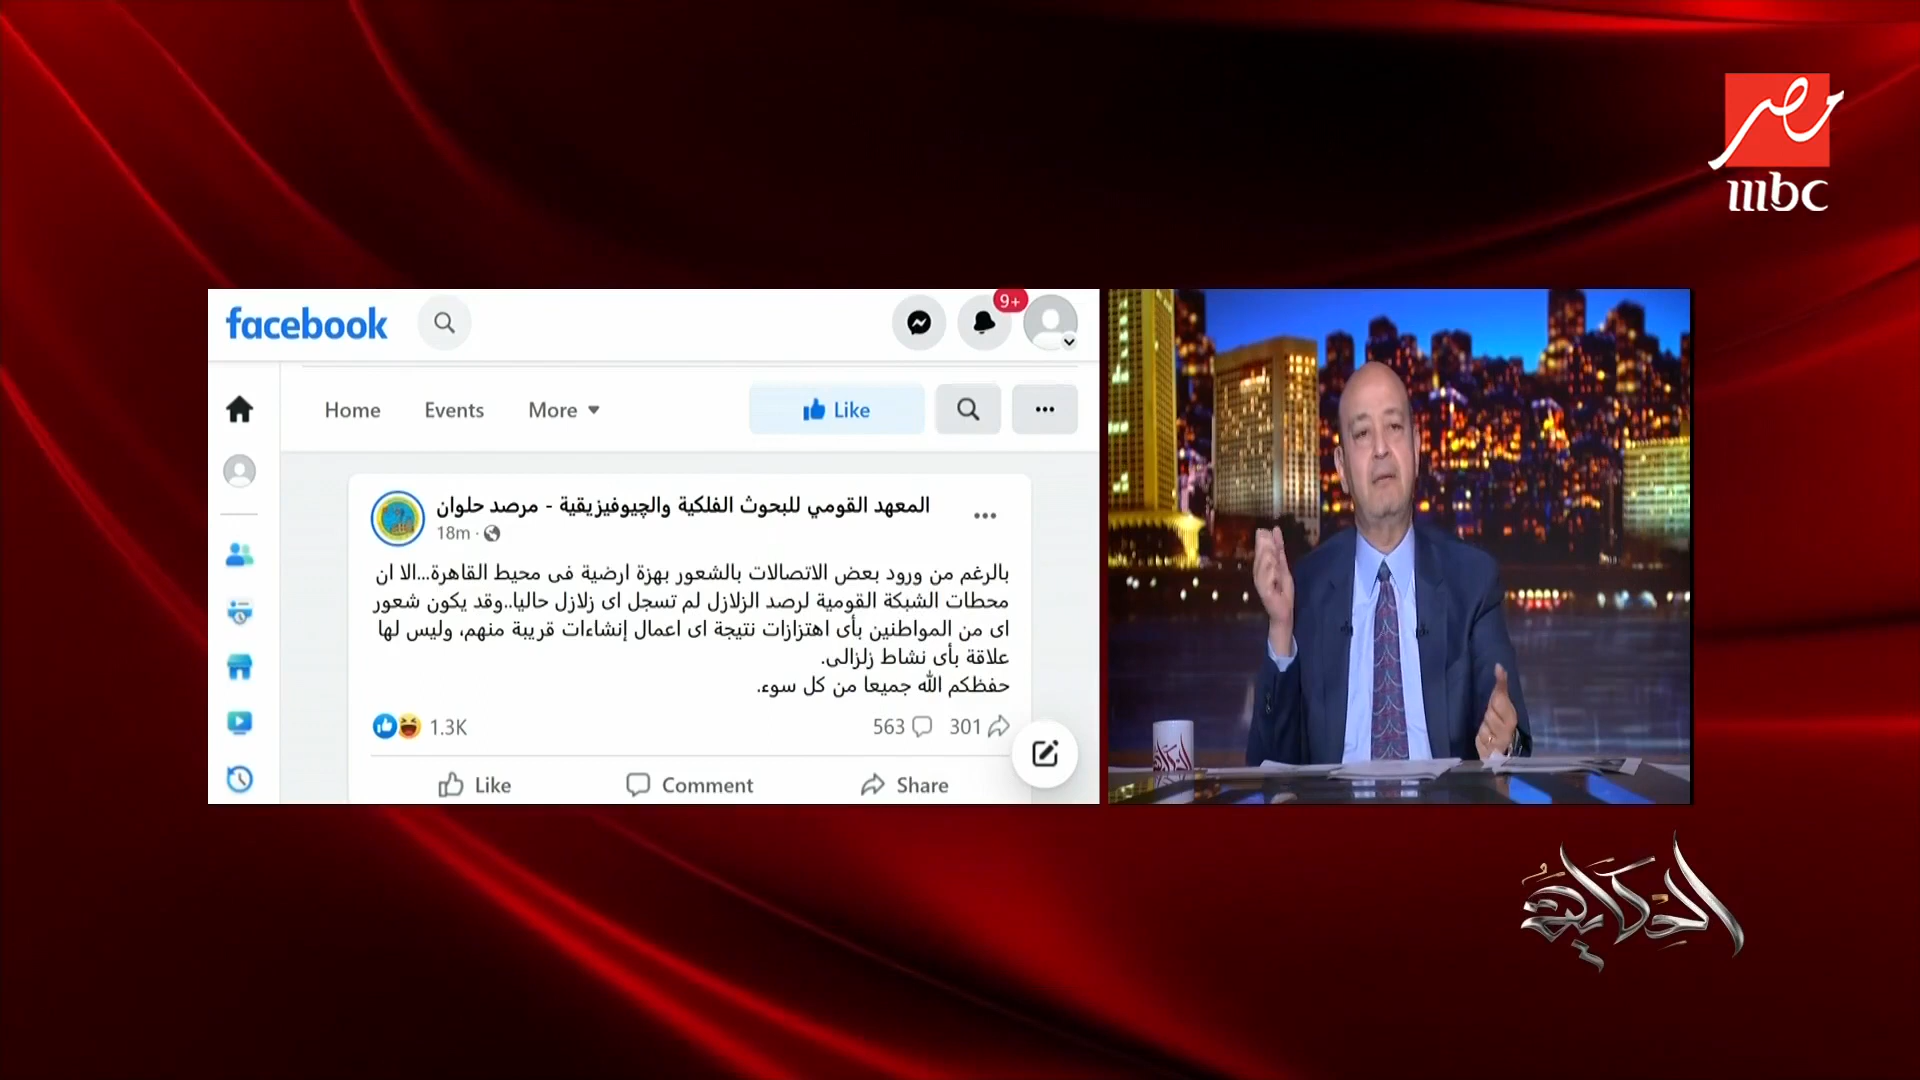 مصر
mbc
facebook
9+
Home Events More Like
المعهد القومي للبحوث الفلكية والچيوفيزيقية - مرصد حلوان
18m ·
بالرغم من ورود بعض الاتصالات بالشعور بهزة ارضية فى محيط القاهرة...الا ان
محطات الشبكة القومية لرصد الزلازل لم تسجل اى زلازل حاليا..وقد يكون شعور
اى من المواطنين بأى اهتزازات نتيجة اى اعمال إنشاءات قريبة منهم، وليس لها
علاقة بأى نشاط زلزالى.
حفظكم الله جميعا من كل سوء.
1.3K 563 301
Like Comment Share
الحكاية
الحكاية